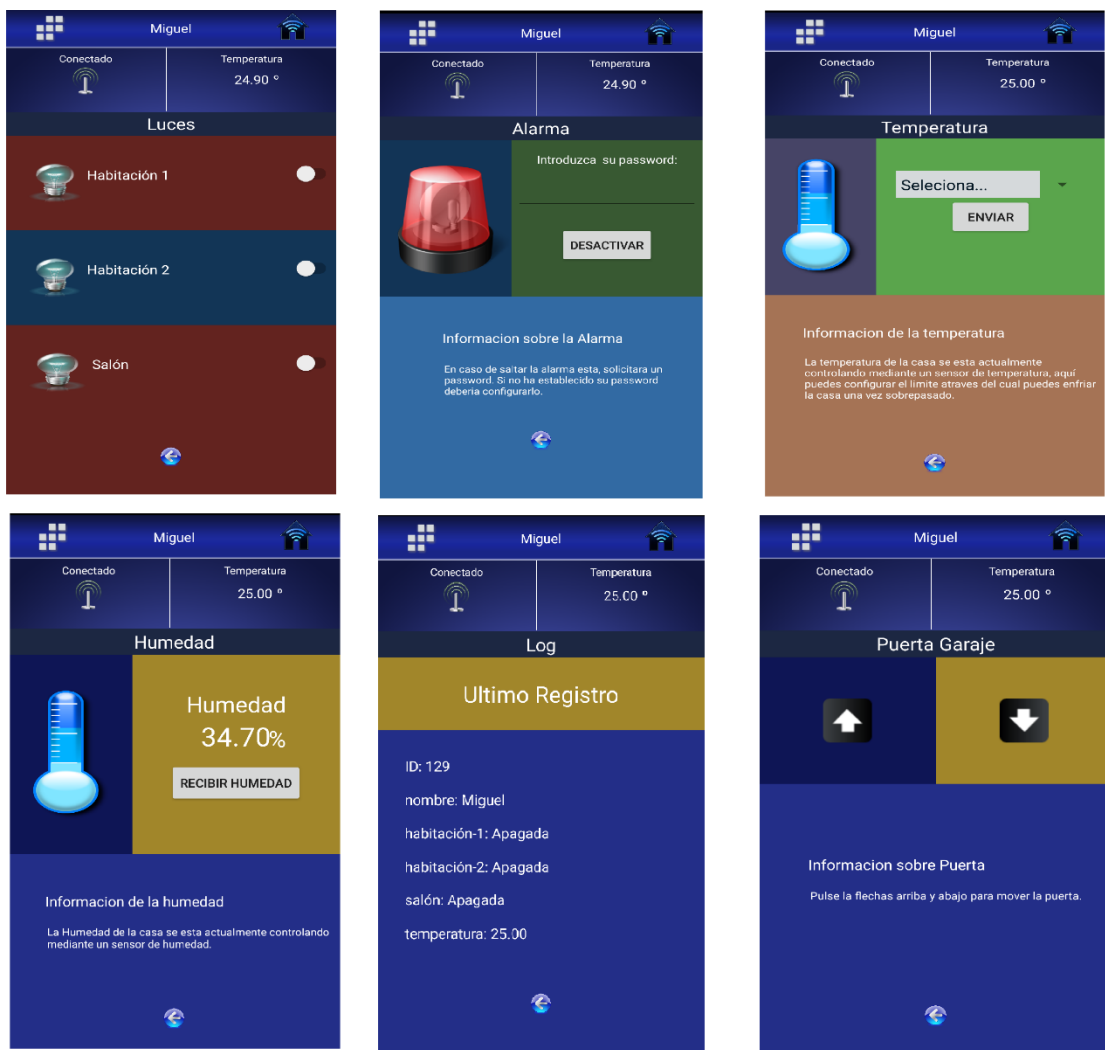 Miguel
Conectado
Temperatura
24.90 °
Luces
Habitación 1
Habitación 2
Salón
Miguel
Conectado
Temperatura
24.90 °
Alarma
Introduzca su password:
DESACTIVAR
Informacion sobre la Alarma
En caso de saltar la alarma esta, solicitara un
password. Si no ha establecido su password
deberia configurarlo.
Miguel
Conectado
Temperatura
25.00 °
Temperatura
Seleciona...
ENVIAR
Informacion de la temperatura
La temperatura de la casa se esta actualmente
controlando mediante un sensor de temperatura, aquí
puedes configurar el limite atraves del cual puedes enfriar
la casa una vez sobrepasado.
Miguel
Conectado
Temperatura
25.00 °
Humedad
Humedad
34.70%
RECIBIR HUMEDAD
Informacion de la humedad
La Humedad de la casa se esta actualmente controlando
mediante un sensor de humedad.
Miguel
Conectado
Temperatura
25.00 °
Log
Ultimo Registro
ID: 129
nombre: Miguel
habitación-1: Apagada
habitación-2: Apagada
salón: Apagada
temperatura: 25.00
Miguel
Conectado
Temperatura
25.00 °
Puerta Garaje
Informacion sobre Puerta
Pulse la flechas arriba y abajo para mover la puerta.